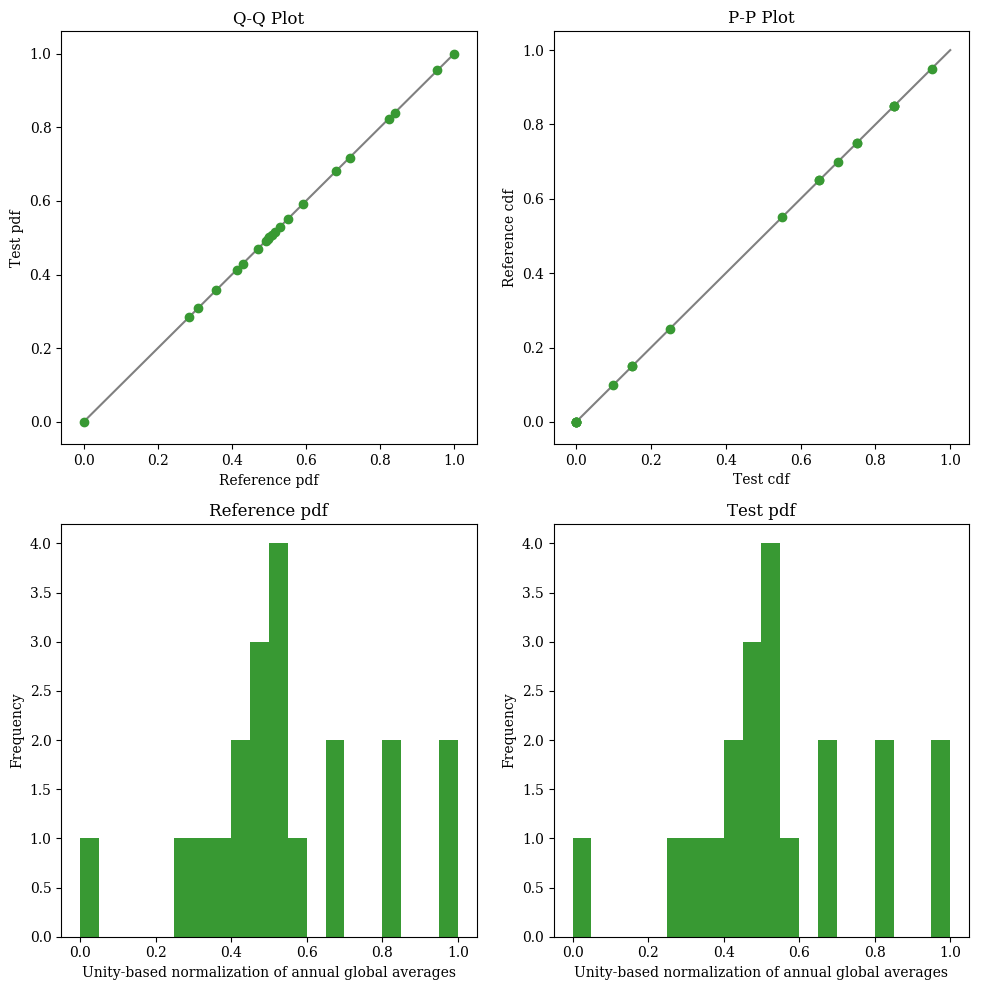 Q-Q Plot
1.0
0.8
0.6
0.4
0.2
0.0
Test pdf
0.0 0.2 0.4 0.6 0.8 1.0
Reference pdf
P-P Plot
1.0
0.8
0.6
0.4
0.2
0.0
Reference cdf
0.0 0.2 0.4 0.6 0.8 1.0
Test cdf
Reference pdf
4.0
3.5
3.0
2.5
2.0
1.5
1.0
0.5
0.0
Frequency
0.0 0.2 0.4 0.6 0.8 1.0
Unity-based normalization of annual global averages
Test pdf
4.0
3.5
3.0
2.5
2.0
1.5
1.0
0.5
0.0
Frequency
0.0 0.2 0.4 0.6 0.8 1.0
Unity-based normalization of annual global averages